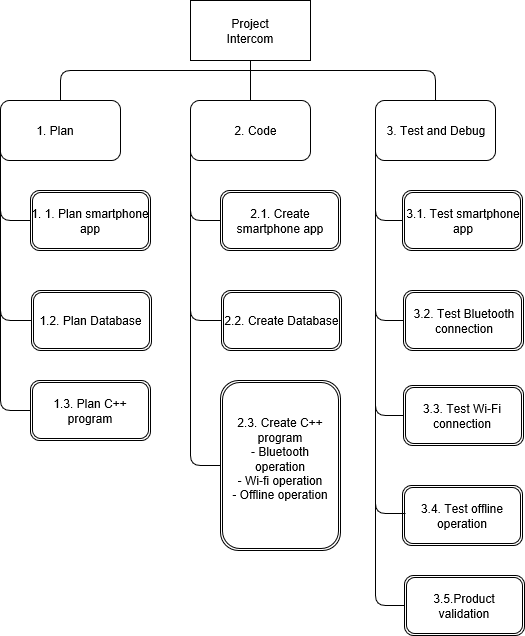 Project
Intercom
1. Plan
2. Code
3. Test and Debug
1. 1. Plan smartphone
app
2.1. Create
smartphone app
3.1. Test smartphone
app
1.2. Plan Database
2.2. Create Database
3.2. Test Bluetooth
connection
1.3. Plan C++
program
2.3. Create C++
program
- Bluetooth
operation
- Wi-fi operation
- Offline operation
3.3. Test Wi-Fi
connection
3.4. Test offline
operation
3.5.Product
validation